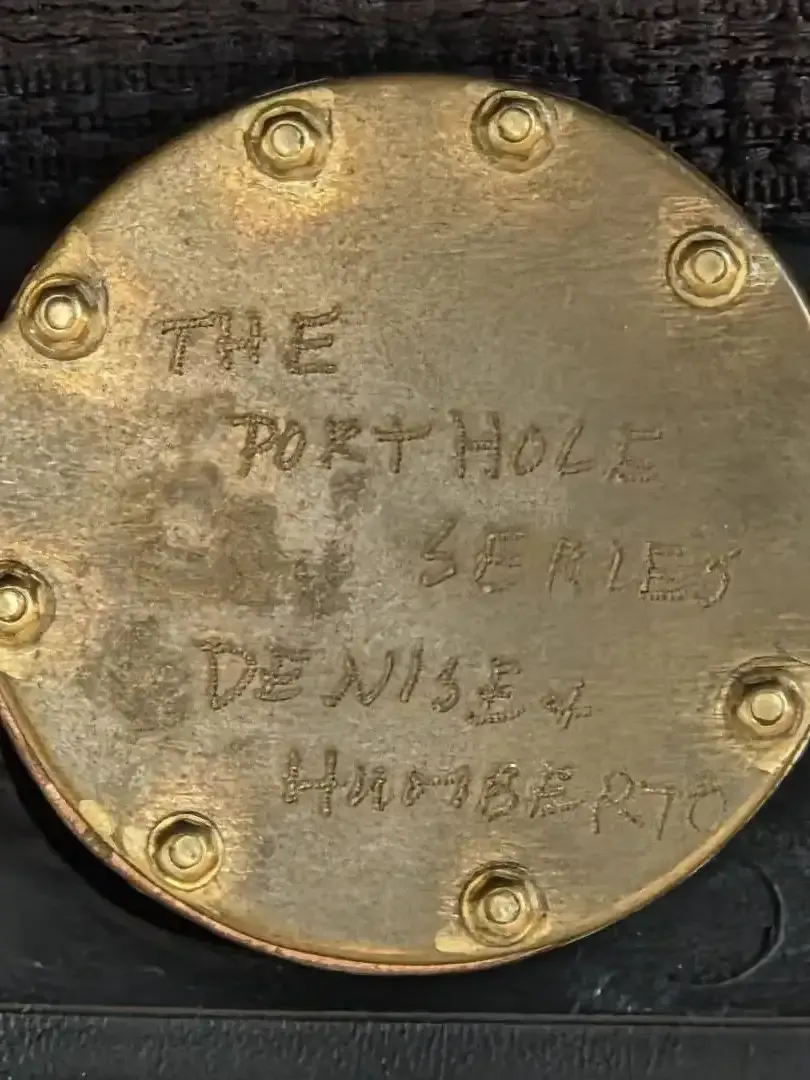 THE
PORTHOLE
SERIES
DENISE &
HUMBERTO